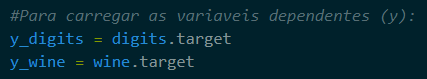 #Para carregar as variaveis dependentes (y):
y_digits = digits.target
y_wine = wine.target